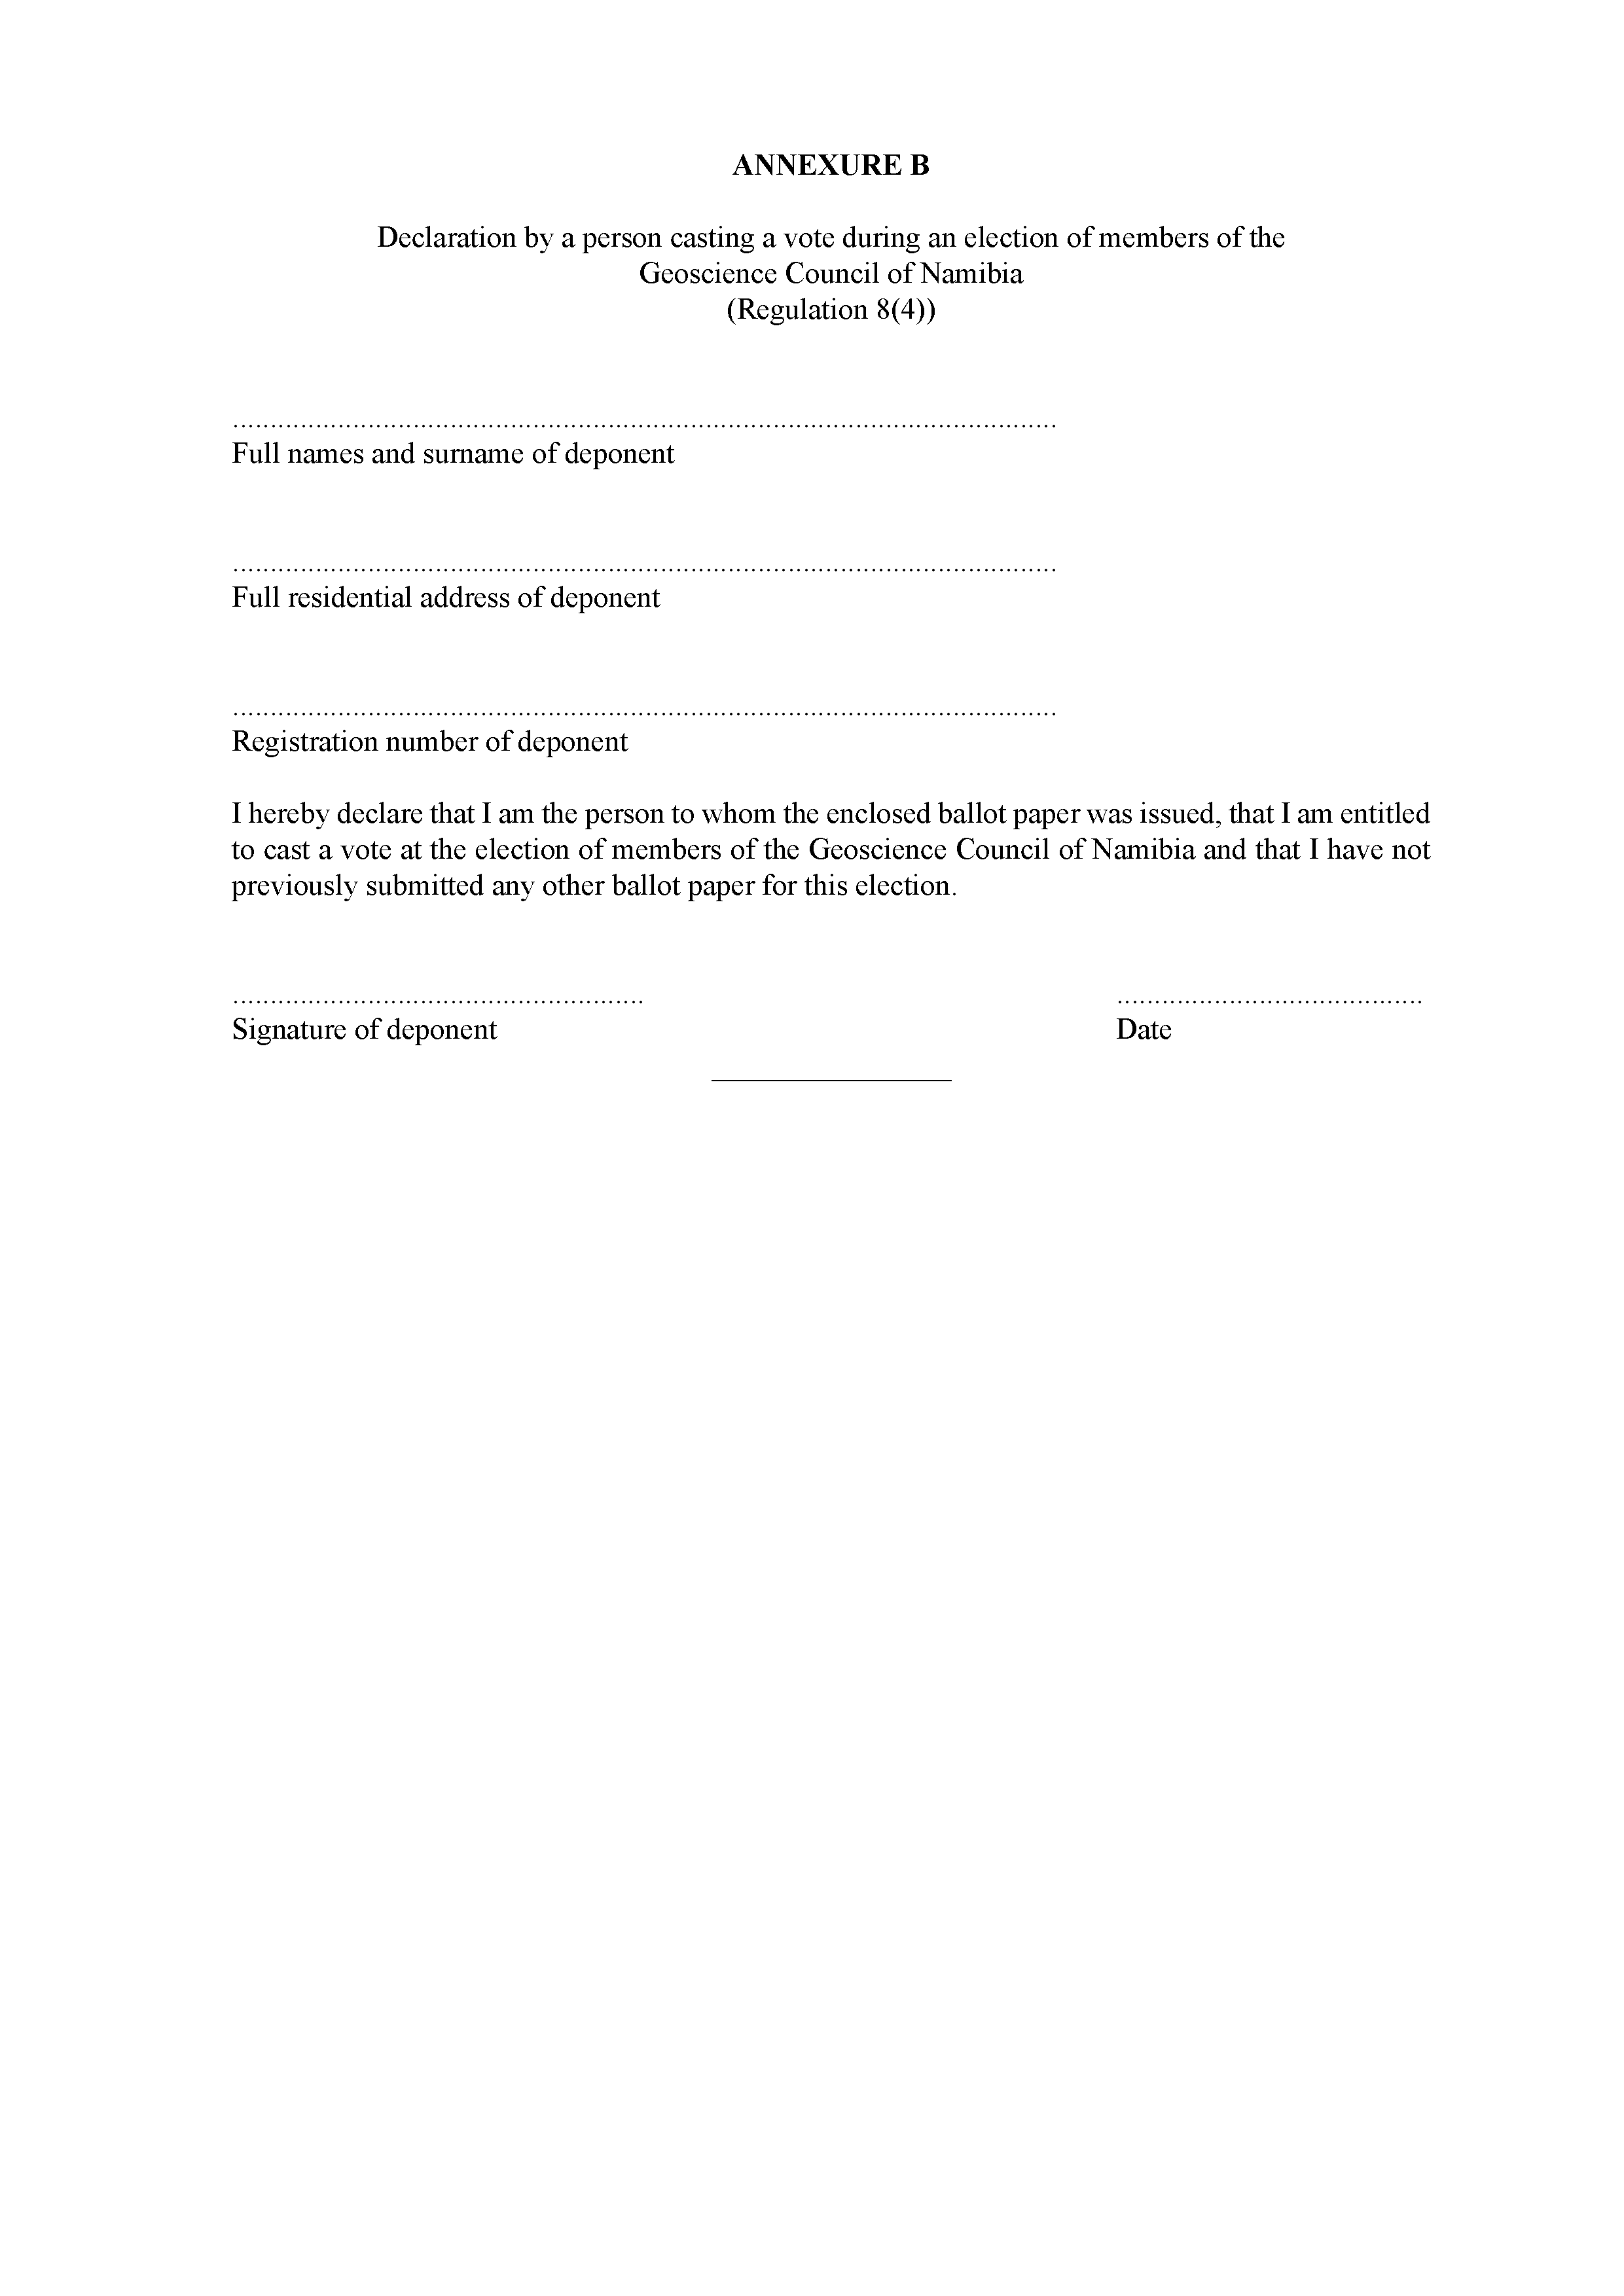 ANNEXURE B
Declaration by a person casting a vote during an election of members of the
Geoscience Council of Namibia
(Regulation 8(4))
..............................................................................................................
Full names and surname of deponent
..............................................................................................................
Full residential address of deponent
..............................................................................................................
Registration number of deponent
I hereby declare that I am the person to whom the enclosed ballot paper was issued, that I am entitled
to cast a vote at the election of members of the Geoscience Council of Namibia and that I have not
previously submitted any other ballot paper for this election.
....................................................... .........................................
Signature of deponent Date
________________